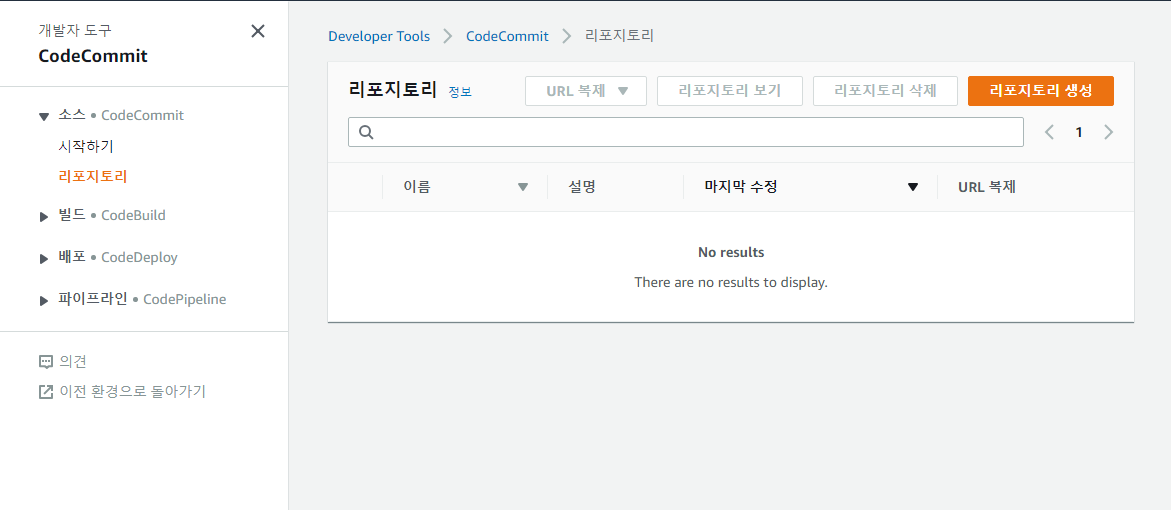 개발자 도구
CodeCommit
소스 • CodeCommit
시작하기
리포지토리
빌드 • CodeBuild
배포 • CodeDeploy
파이프라인 • CodePipeline
의견
이전 환경으로 돌아가기
Developer Tools > CodeCommit > 리포지토리
리포지토리 정보 URL 복제 리포지토리 보기 리포지토리 삭제 리포지토리 생성
1
이름 설명 마지막 수정 URL 복제
No results
There are no results to display.